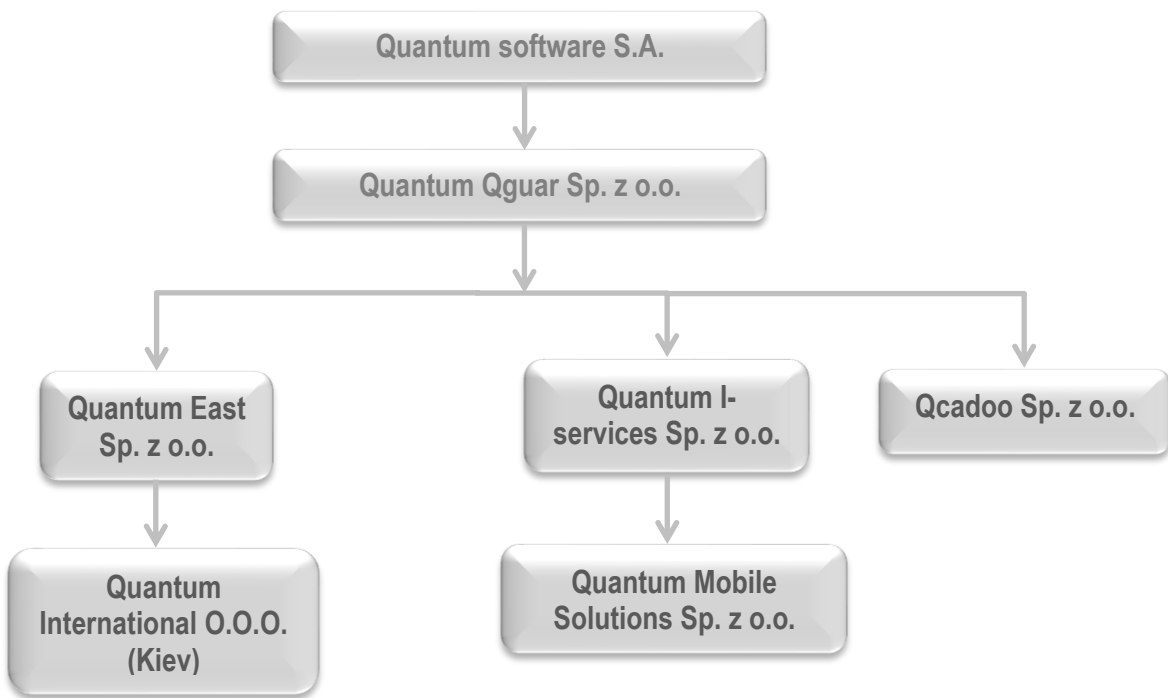 Quantum software S.A.
Quantum Qguar Sp. z o.o.
Quantum East
Sp. z o.o.
Quantum I-
services Sp. z o.o.
Qcadoo Sp. z o.o.
Quantum
International O.O.O.
(Kiev)
Quantum Mobile
Solutions Sp. z o.o.